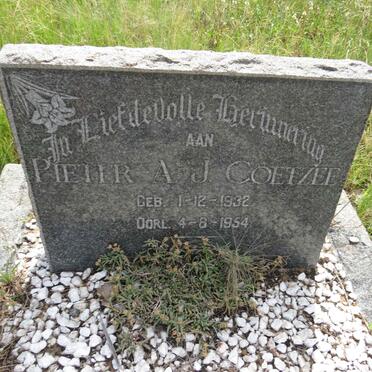 In Liefdevolle Herinnering
AAN
PIETER A. J. COETZEE
GEB. 1-12-1932
OORL. 4-8-1954